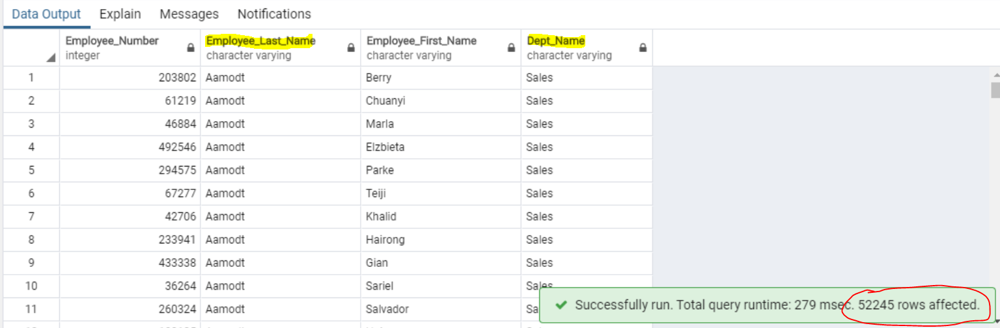 Data Output Explain Messages Notifications
Employee_Number Employee_Last_Name Employee_First_Name Dept_Name
integer character varying character varying character varying
1 203802 Aamodt Berry Sales
2 61219 Aamodt Chuanyi Sales
3 46884 Aamodt Marla Sales
4 492546 Aamodt Elzbieta Sales
5 294575 Aamodt Parke Sales
6 67277 Aamodt Teiji Sales
7 42706 Aamodt Khalid Sales
8 233941 Aamodt Hairong Sales
9 433338 Aamodt Gian Sales
10 36264 Aamodt Sariel Sales
11 260324 Aamodt Salvador Sa
Successfully run. Total query runtime: 279 msec. 52245 rows affected.